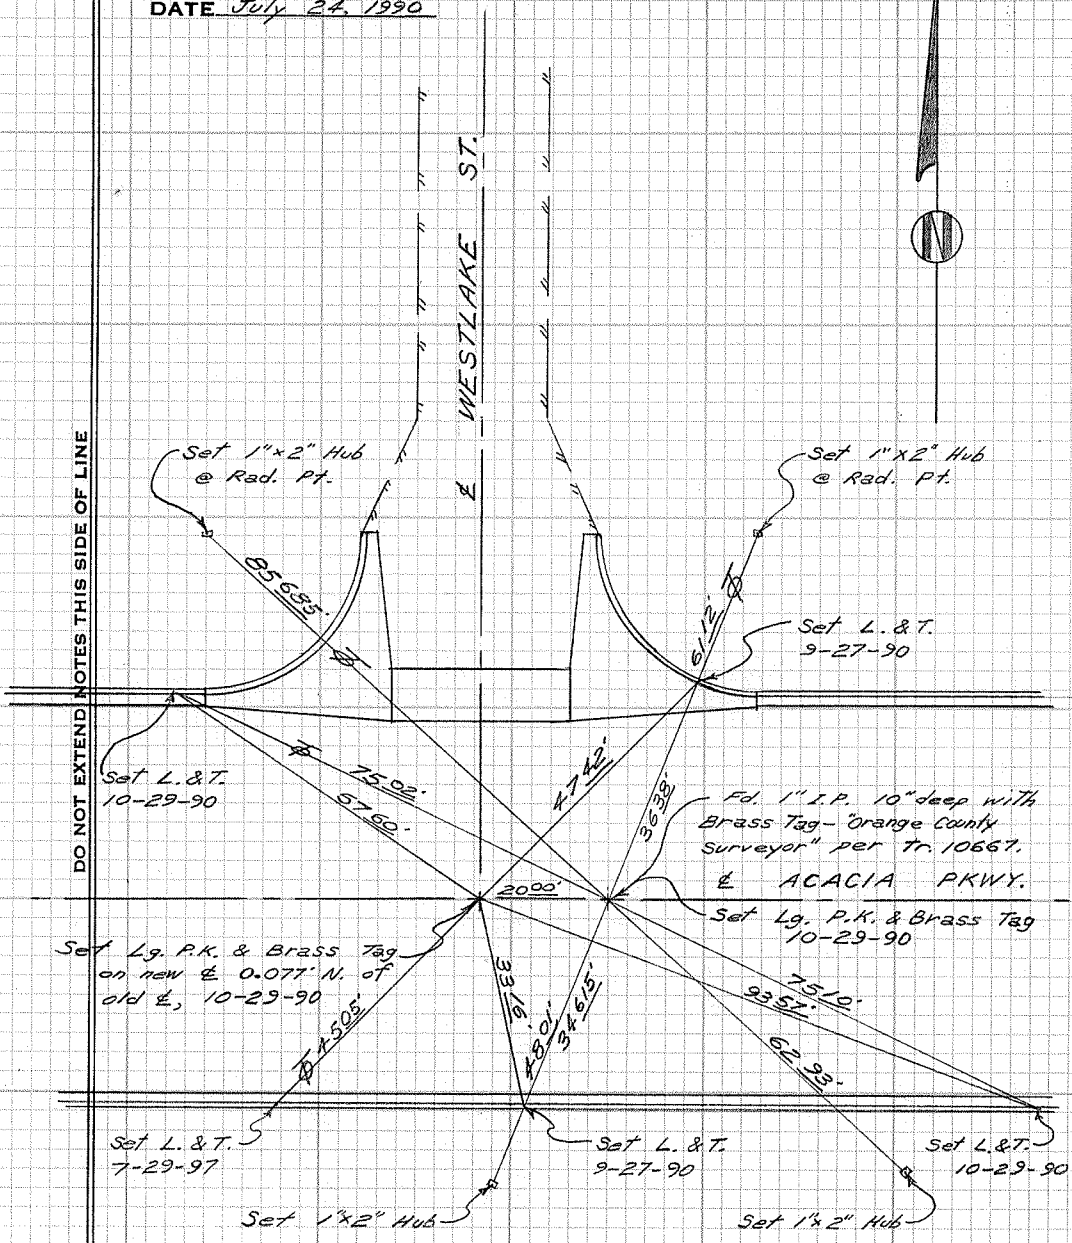 DATE July 24, 1990
DO NOT EXTEND NOTES THIS SIDE OF LINE
℄ WESTLAKE ST.
N
Set 1"x2" Hub
@ Rad. Pt.
Set 1"x2" Hub
@ Rad. Pt.
85.685'
61.12'
Set L.&T.
9-27-90
Set L.&T.
10-29-90
75.02'
67.60'
47.42'
36.38'
Fd. 1" I.P. 10" deep with
Brass Tag - "Orange County
Surveyor" per Tr. 10667.
℄ ACACIA PKWY.
20.00'
Set Lg. P.K. & Brass Tag
10-29-90
Set Lg. P.K. & Brass Tag
on new ℄ 0.077' N. of
old ℄, 10-29-90
33.16'
48.01'
34.615'
75.10'
93.57'
45.05'
62.93'
Set L.&T.
7-29-97
Set L.&T.
9-27-90
Set L.&T.
10-29-90
Set 1"x2" Hub
Set 1"x2" Hub